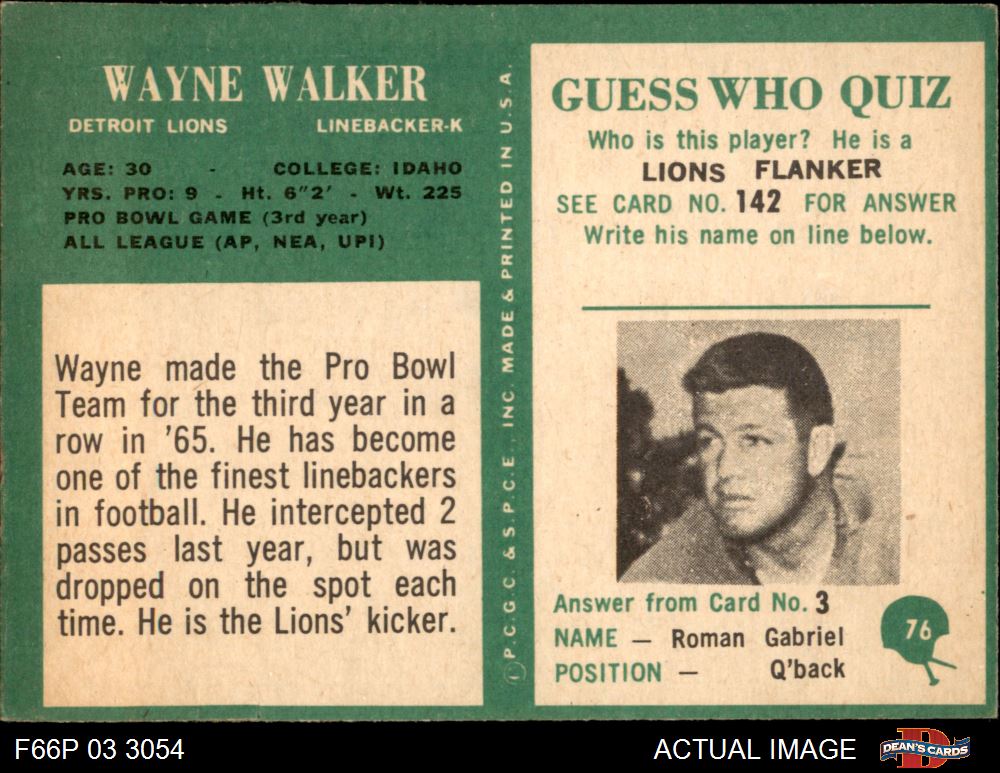 WAYNE WALKER
DETROIT LIONS LINEBACKER-K
AGE: 30 - COLLEGE: IDAHO
YRS. PRO: 9 - Ht. 6"2' - Wt. 225
PRO BOWL GAME (3rd year)
ALL LEAGUE (AP, NEA, UPI)
Wayne made the Pro Bowl
Team for the third year in a
row in '65. He has become
one of the finest linebackers
in football. He intercepted 2
passes last year, but was
dropped on the spot each
time. He is the Lions' kicker.
P.C.G.C. & S.P.C.E., INC. MADE & PRINTED IN U.S.A.
GUESS WHO QUIZ
Who is this player? He is a
LIONS FLANKER
SEE CARD NO. 142 FOR ANSWER
Write his name on line below.
Answer from Card No. 3
NAME — Roman Gabriel
POSITION — Q'back
76
F66P 03 3054
ACTUAL IMAGE
D
DEAN'S CARDS